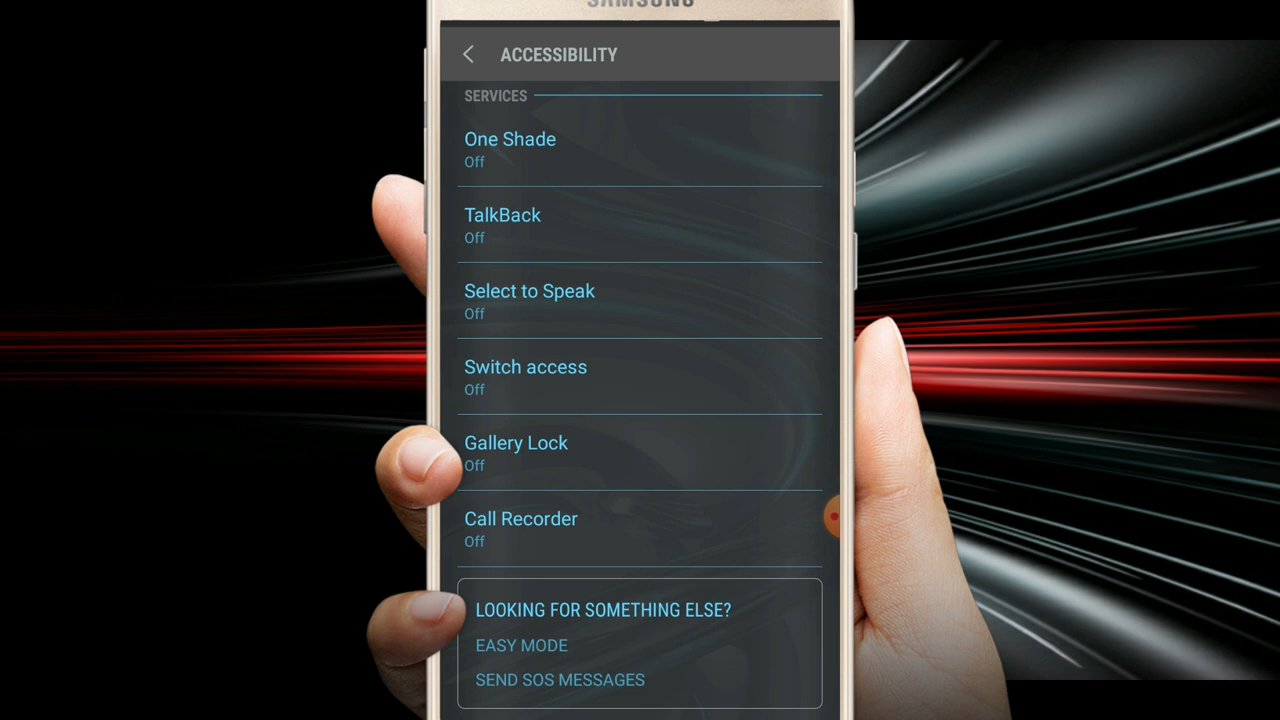 SAMSUNG
ACCESSIBILITY
SERVICES
One Shade
Off
TalkBack
Off
Select to Speak
Off
Switch access
Off
Gallery Lock
Off
Call Recorder
Off
LOOKING FOR SOMETHING ELSE?
EASY MODE
SEND SOS MESSAGES